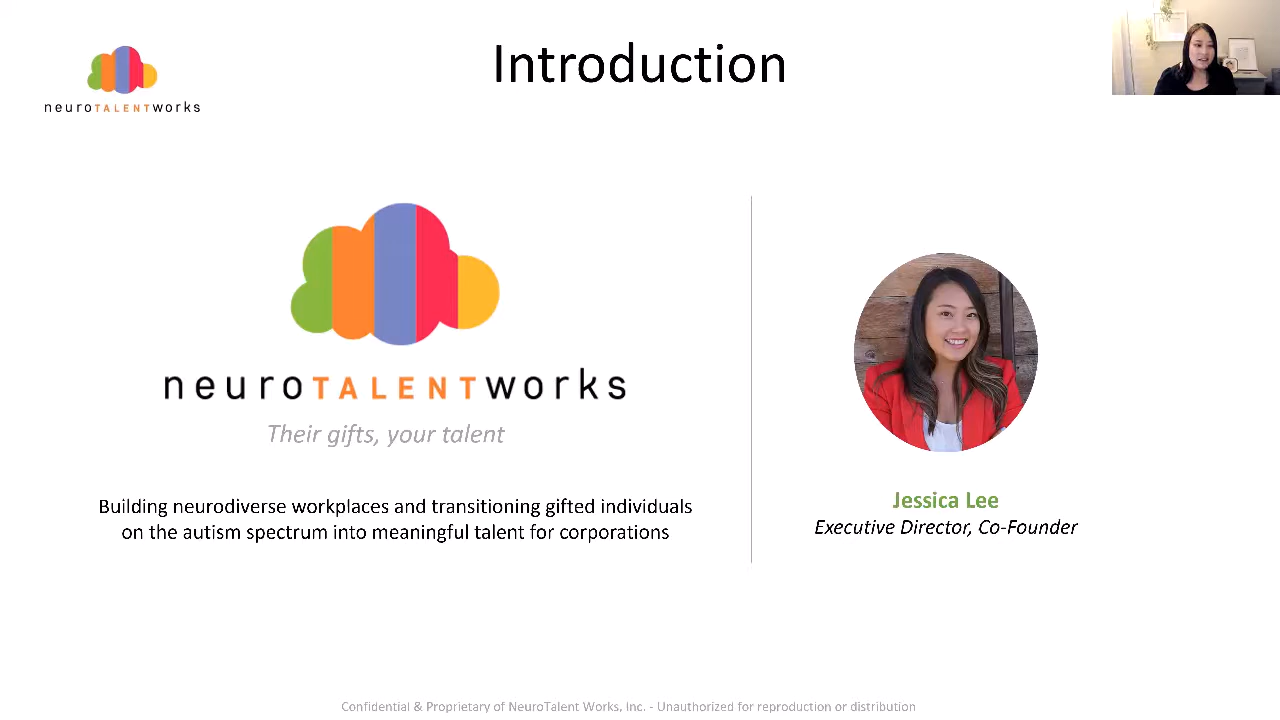 Introduction
neuroTALENTworks
neuroTALENTworks
Their gifts, your talent
Building neurodiverse workplaces and transitioning gifted individuals
on the autism spectrum into meaningful talent for corporations
Jessica Lee
Executive Director, Co-Founder
Confidential & Proprietary of NeuroTalent Works, Inc. - Unauthorized for reproduction or distribution